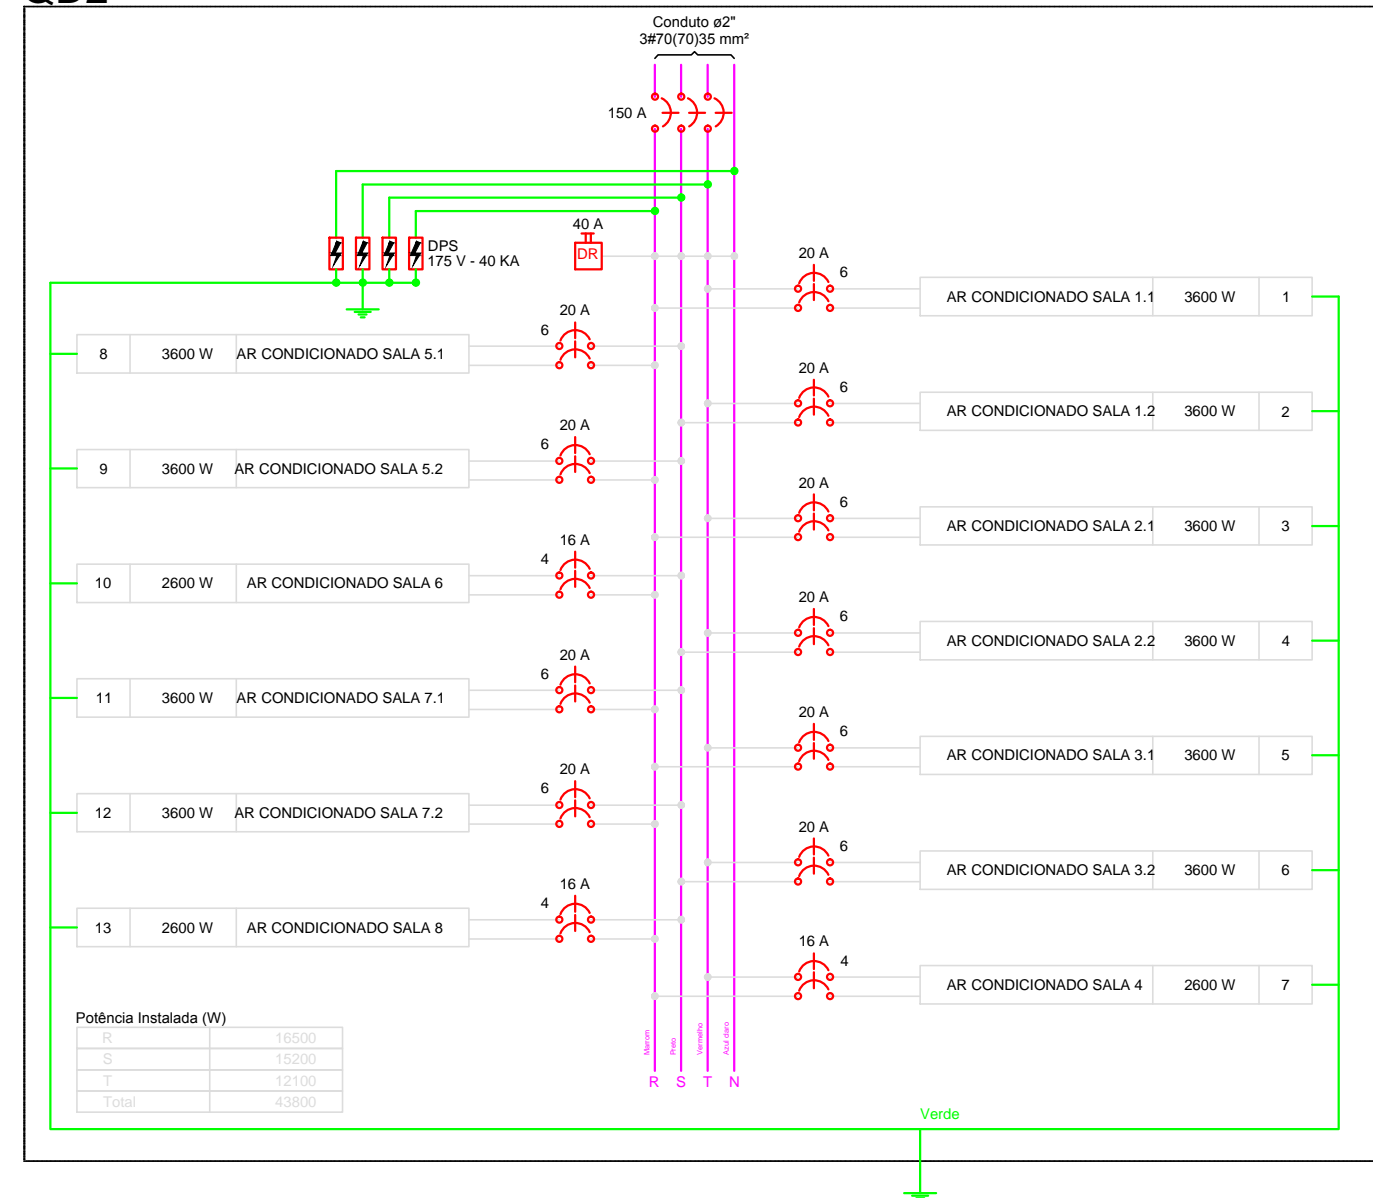 QD2
Conduto ø2"
3#70(70)35 mm²
150 A
DPS
175 V - 40 KA
40 A
DR
20 A
6
AR CONDICIONADO SALA 1.1 3600 W 1
20 A
6
8 3600 W AR CONDICIONADO SALA 5.1
20 A
6
AR CONDICIONADO SALA 1.2 3600 W 2
20 A
6
9 3600 W AR CONDICIONADO SALA 5.2
20 A
6
AR CONDICIONADO SALA 2.1 3600 W 3
16 A
4
10 2600 W AR CONDICIONADO SALA 6
20 A
6
AR CONDICIONADO SALA 2.2 3600 W 4
20 A
6
11 3600 W AR CONDICIONADO SALA 7.1
20 A
6
AR CONDICIONADO SALA 3.1 3600 W 5
20 A
6
12 3600 W AR CONDICIONADO SALA 7.2
20 A
6
AR CONDICIONADO SALA 3.2 3600 W 6
16 A
4
13 2600 W AR CONDICIONADO SALA 8
16 A
4
AR CONDICIONADO SALA 4 2600 W 7
Potência Instalada (W)
R 16500
S 15200
T 12100
Total 43800
Marrom
Preto
Vermelho
Azul claro
R S T N
Verde